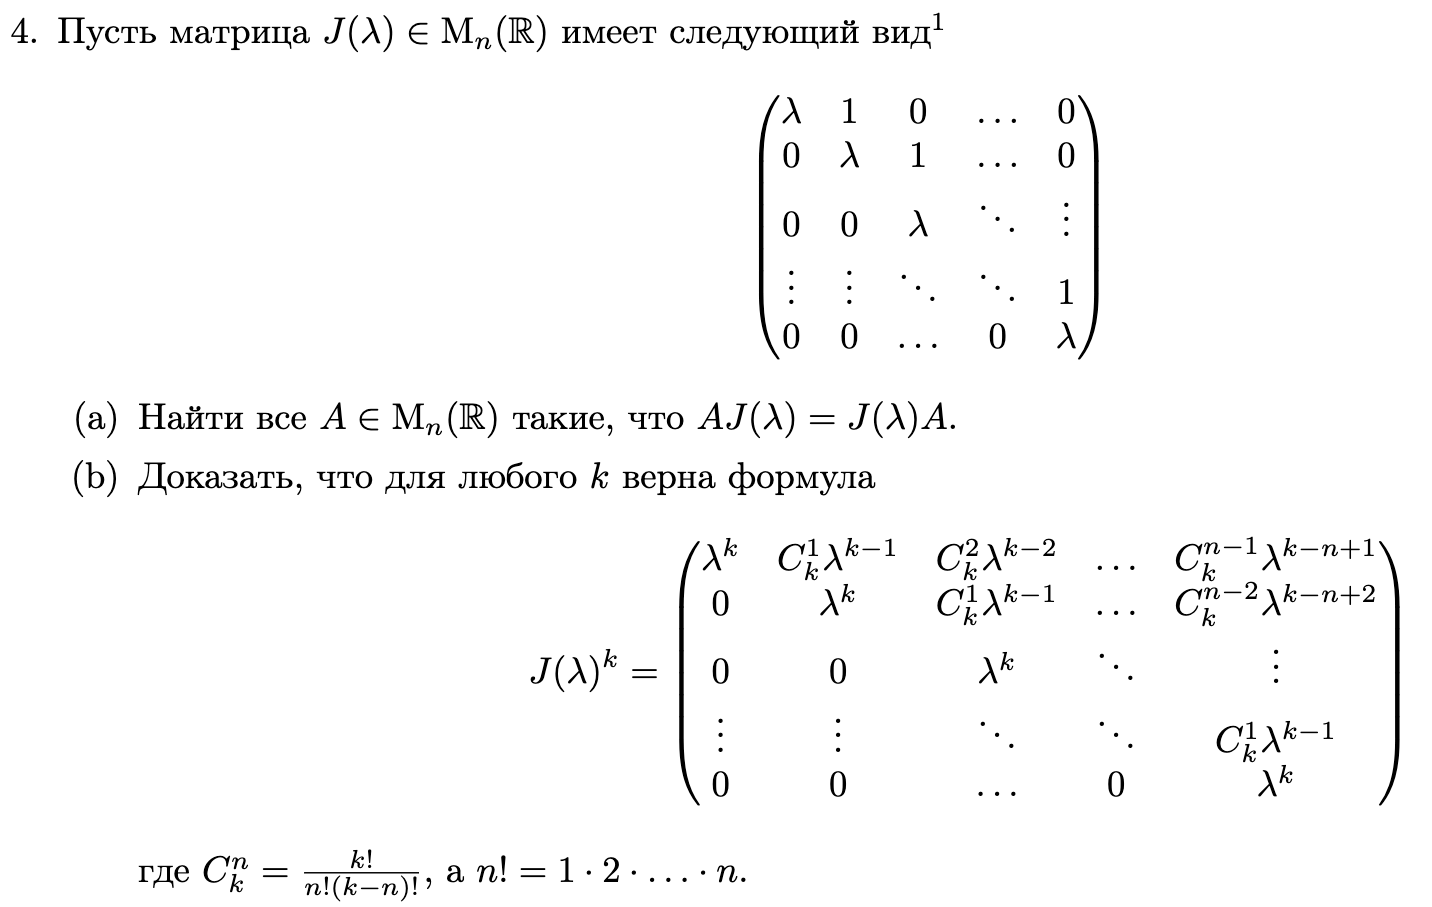 4. Пусть матрица J(λ) ∈ Mₙ(ℝ) имеет следующий вид¹
λ 1 0 … 0
0 λ 1 … 0
0 0 λ ⋱ ⋮
⋮ ⋮ ⋱ ⋱ 1
0 0 … 0 λ
(a) Найти все A ∈ Mₙ(ℝ) такие, что AJ(λ) = J(λ)A.
(b) Доказать, что для любого k верна формула
λ^k C_k^1 λ^{k−1} C_k^2 λ^{k−2} … C_k^{n−1} λ^{k−n+1}
0 λ^k C_k^1 λ^{k−1} … C_k^{n−2} λ^{k−n+2}
J(λ)^k = 0 0 λ^k ⋱ ⋮
⋮ ⋮ ⋱ ⋱ C_k^1 λ^{k−1}
0 0 … 0 λ^k
где C_k^n = k!/(n!(k−n)!), а n! = 1 · 2 · … · n.